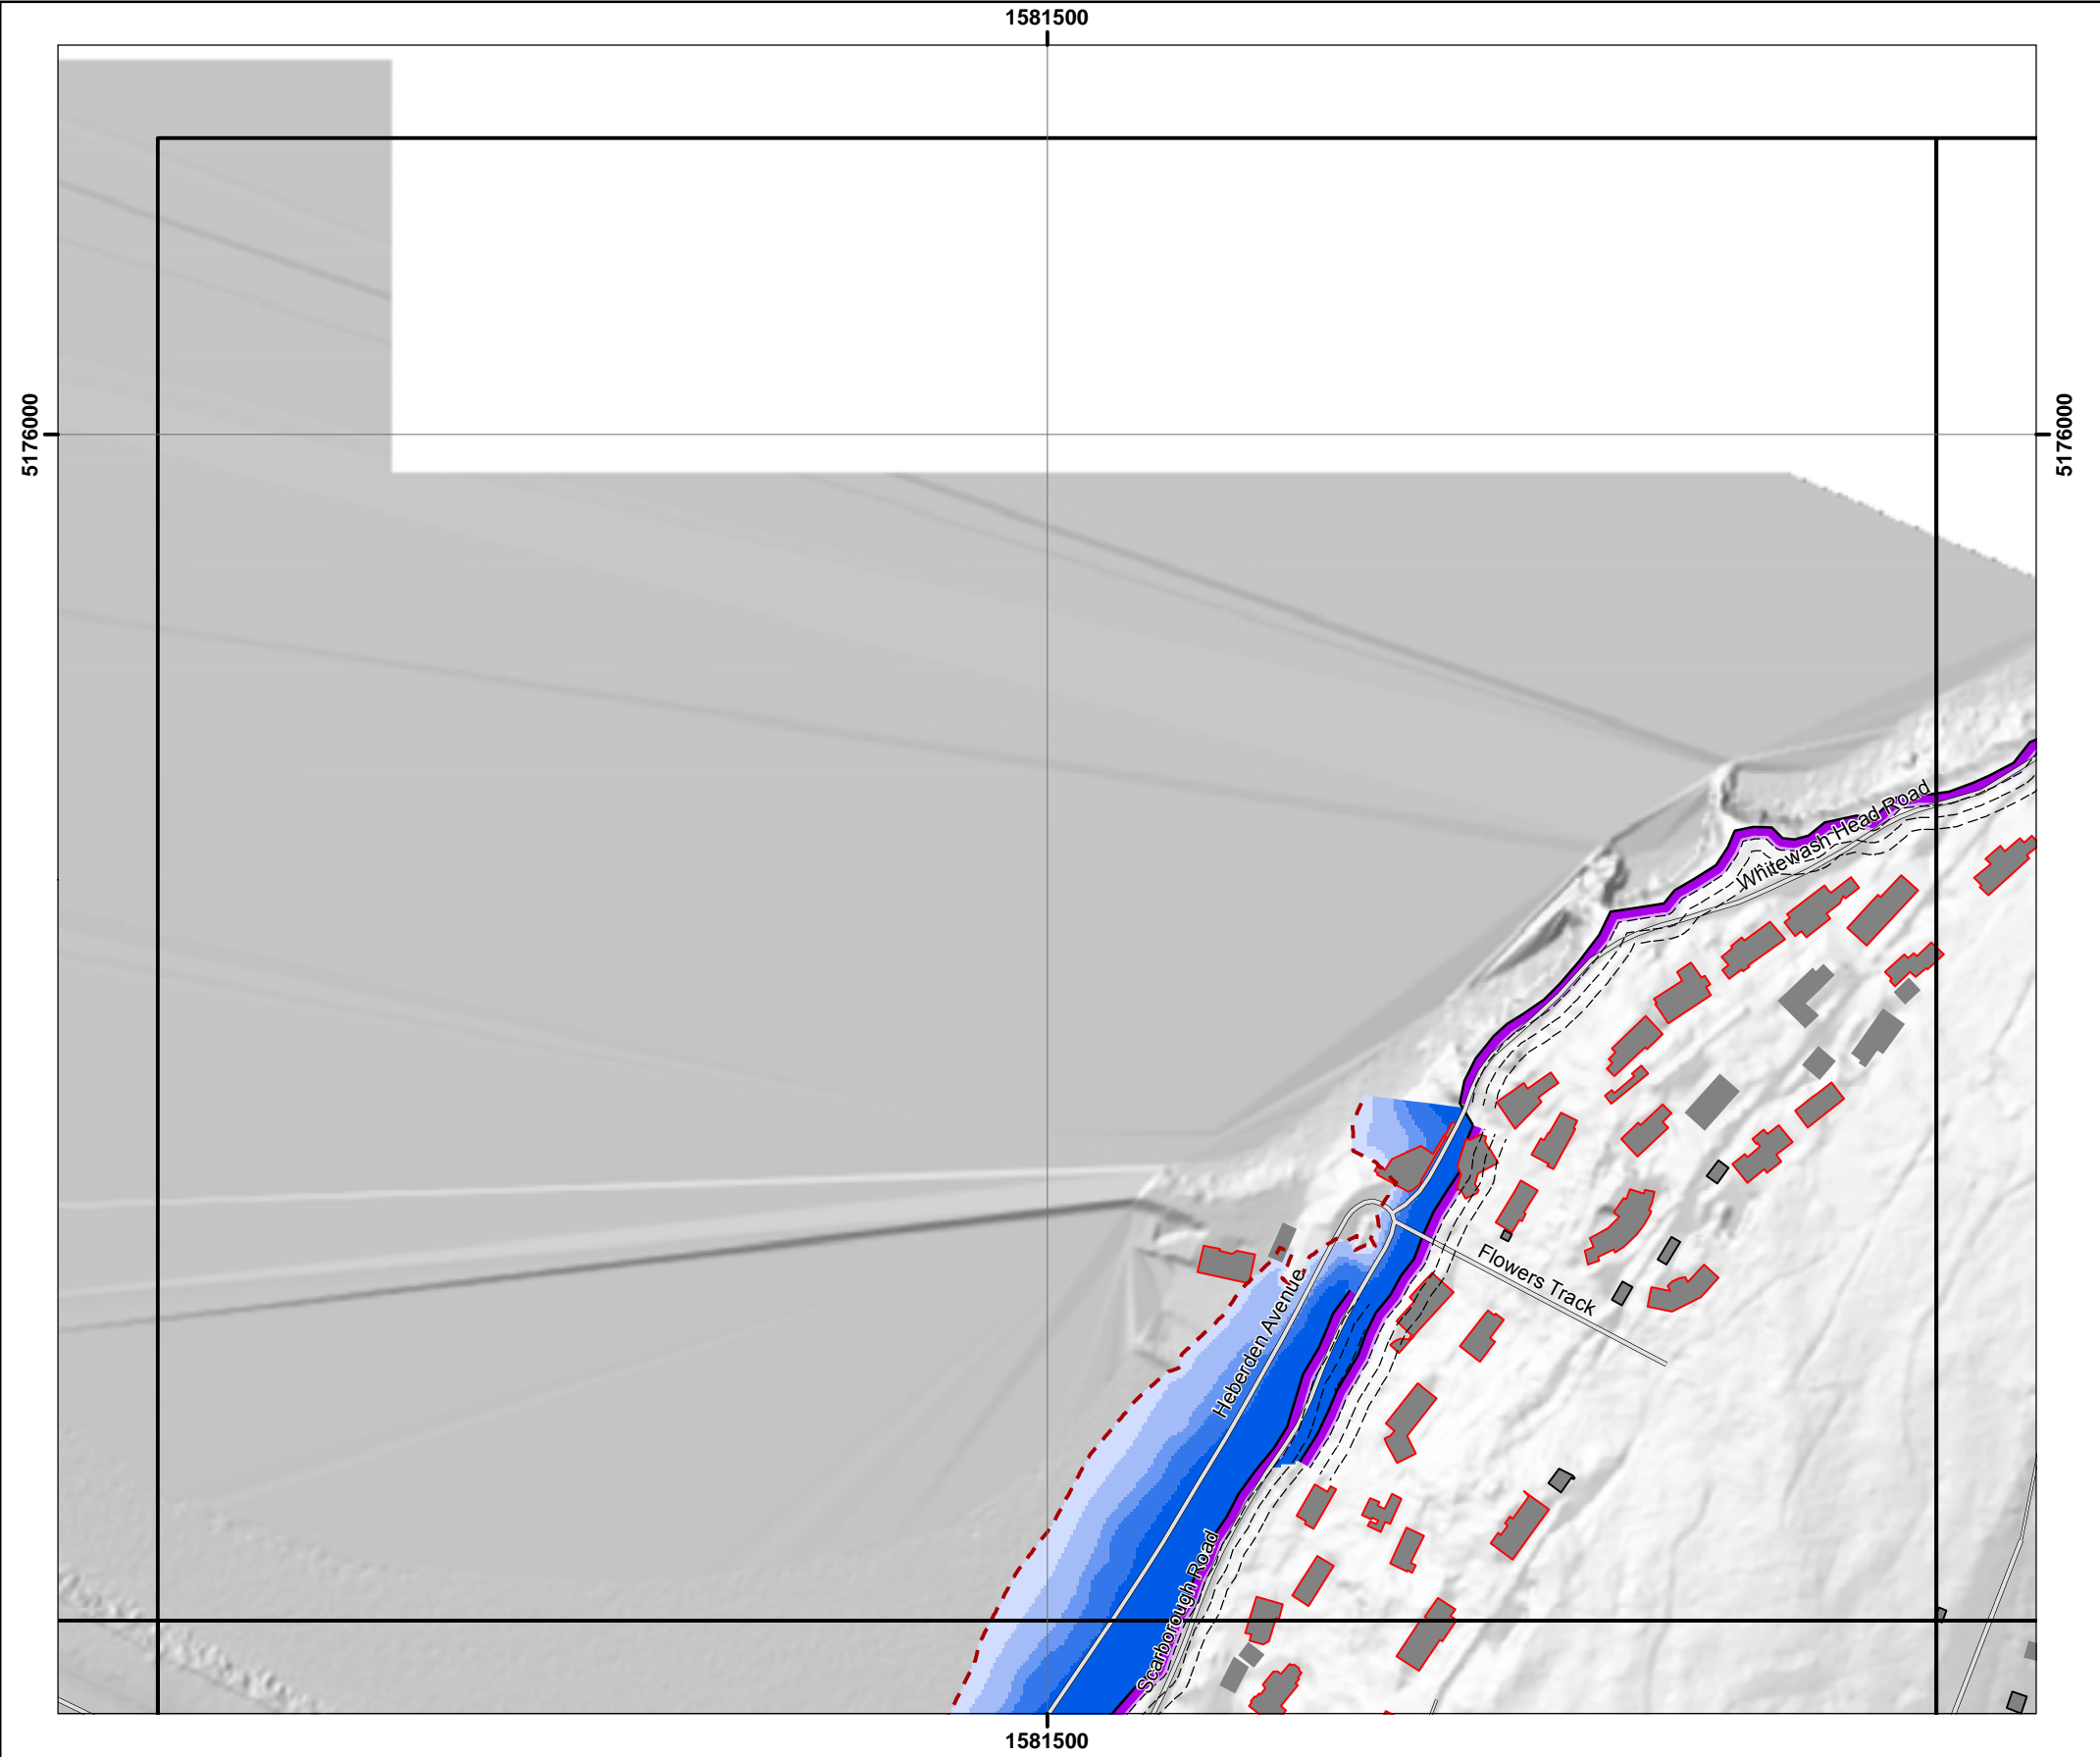 1581500
5176000
5176000
Whitewash Head Road
Flowers Track
Heberden Avenue
Scarborough Road
1581500